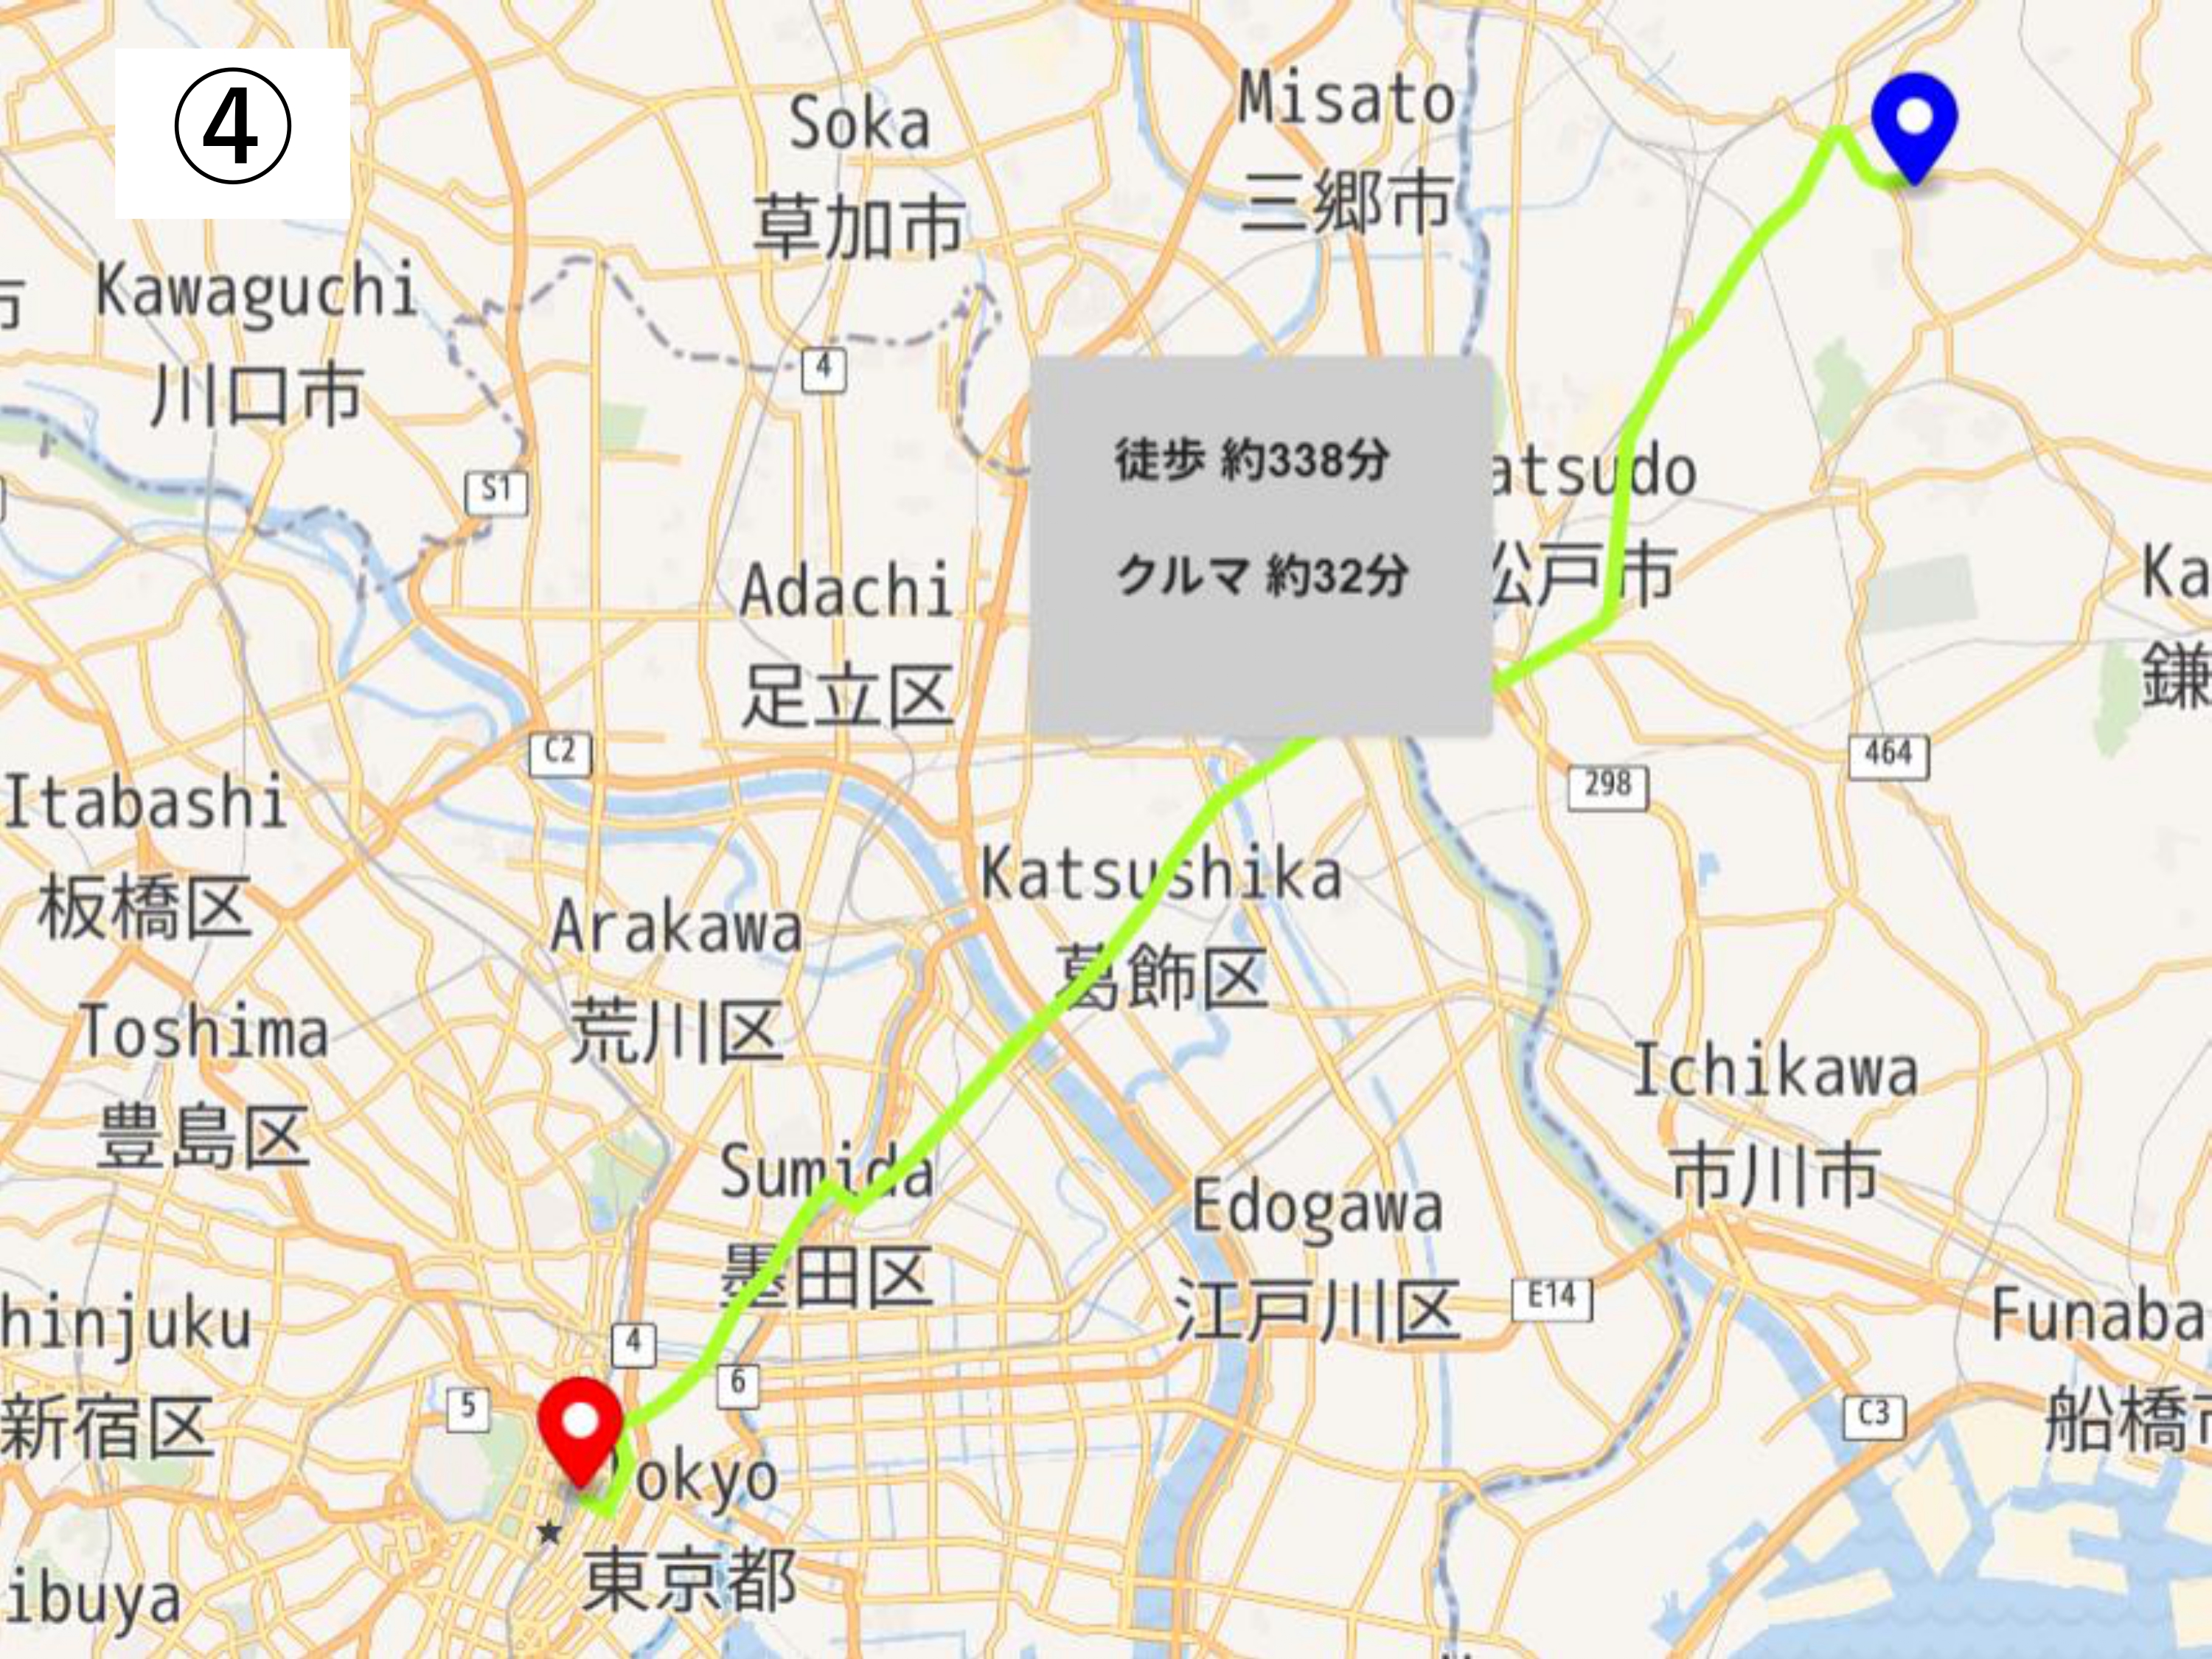 ④
Soka
草加市
Misato
三郷市
Kawaguchi
川口市
4
徒歩 約338分
クルマ 約32分
atsudo
松戸市
S1
Adachi
足立区
Ka
鎌
C2
464
298
Itabashi
板橋区
Katsushika
葛飾区
Arakawa
荒川区
Toshima
豊島区
Ichikawa
市川市
Sumida
墨田区
Edogawa
江戸川区
E14
hinjuku
新宿区
Funaba
船橋市
4
6
5
C3
okyo
東京都
ibuya